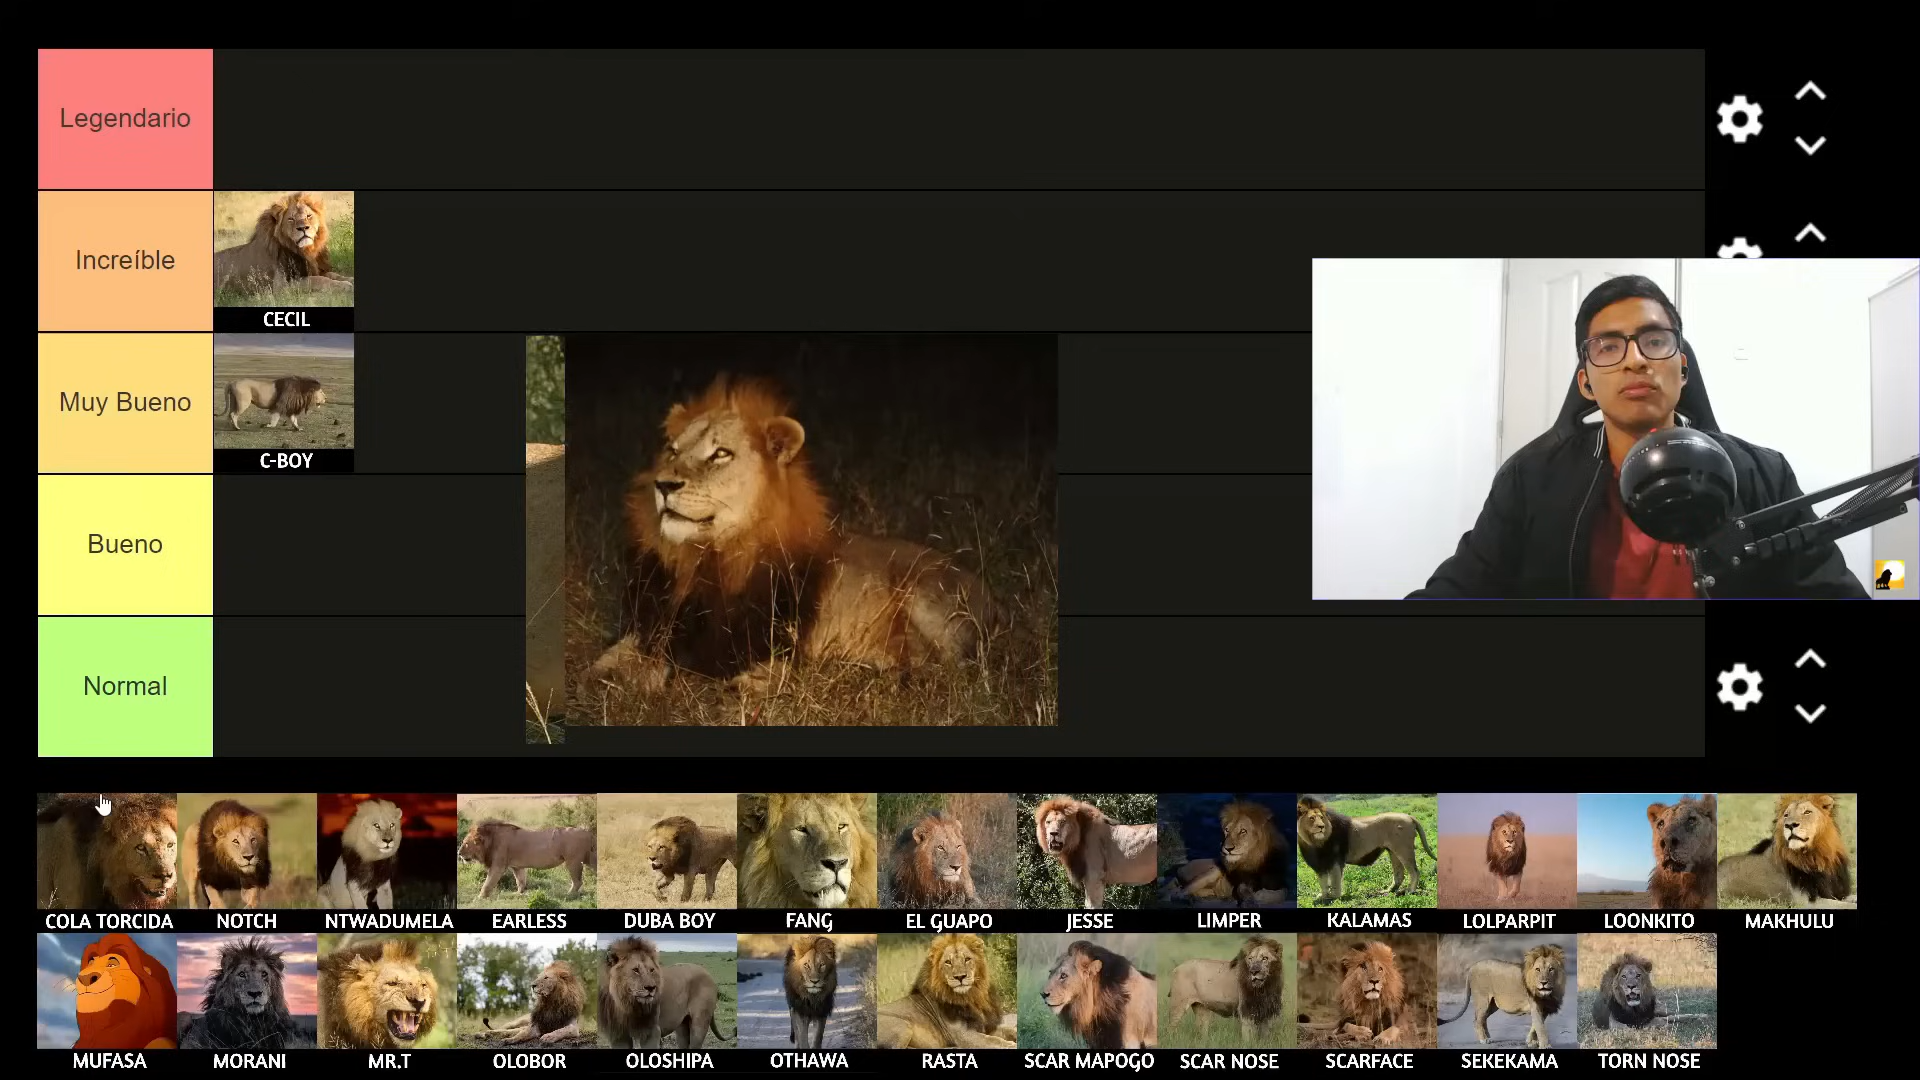 Legendario
Increíble
CECIL
Muy Bueno
C-BOY
Bueno
Normal
COLA TORCIDA
NOTCH
NTWADUMELA
EARLESS
DUBA BOY
FANG
EL GUAPO
JESSE
LIMPER
KALAMAS
LOLPARPIT
LOONKITO
MAKHULU
MUFASA
MORANI
MR.T
OLOBOR
OLOSHIPA
OTHAWA
RASTA
SCAR MAPOGO
SCAR NOSE
SCARFACE
SEKEKAMA
TORN NOSE